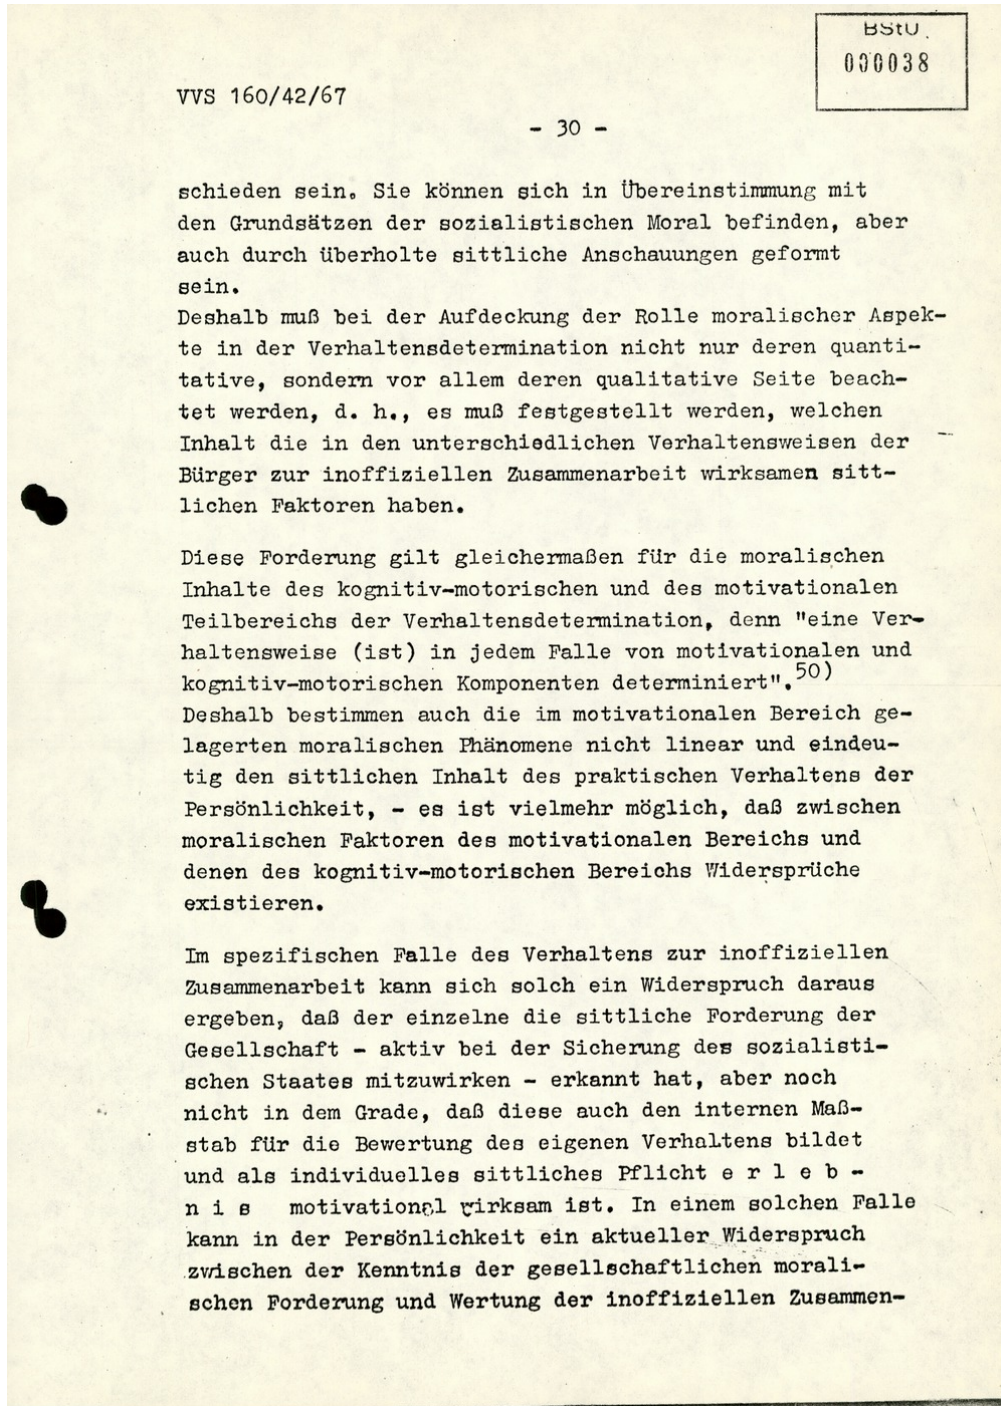 BStU
000038
VVS 160/42/67
- 30 -
schieden sein. Sie können sich in Übereinstimmung mit
den Grundsätzen der sozialistischen Moral befinden, aber
auch durch überholte sittliche Anschauungen geformt
sein.
Deshalb muß bei der Aufdeckung der Rolle moralischer Aspek-
te in der Verhaltensdetermination nicht nur deren quanti-
tative, sondern vor allem deren qualitative Seite beach-
tet werden, d. h., es muß festgestellt werden, welchen
Inhalt die in den unterschiedlichen Verhaltensweisen der
Bürger zur inoffiziellen Zusammenarbeit wirksamen sitt-
lichen Faktoren haben.
Diese Forderung gilt gleichermaßen für die moralischen
Inhalte des kognitiv-motorischen und des motivationalen
Teilbereichs der Verhaltensdetermination, denn "eine Ver-
haltensweise (ist) in jedem Falle von motivationalen und
kognitiv-motorischen Komponenten determiniert".50)
Deshalb bestimmen auch die im motivationalen Bereich ge-
lagerten moralischen Phänomene nicht linear und eindeu-
tig den sittlichen Inhalt des praktischen Verhaltens der
Persönlichkeit, - es ist vielmehr möglich, daß zwischen
moralischen Faktoren des motivationalen Bereichs und
denen des kognitiv-motorischen Bereichs Widersprüche
existieren.
Im spezifischen Falle des Verhaltens zur inoffiziellen
Zusammenarbeit kann sich solch ein Widerspruch daraus
ergeben, daß der einzelne die sittliche Forderung der
Gesellschaft - aktiv bei der Sicherung des sozialisti-
schen Staates mitzuwirken - erkannt hat, aber noch
nicht in dem Grade, daß diese auch den internen Maß-
stab für die Bewertung des eigenen Verhaltens bildet
und als individuelles sittliches Pflicht e r l e b -
n i s motivational wirksam ist. In einem solchen Falle
kann in der Persönlichkeit ein aktueller Widerspruch
zwischen der Kenntnis der gesellschaftlichen morali-
schen Forderung und Wertung der inoffiziellen Zusammen-